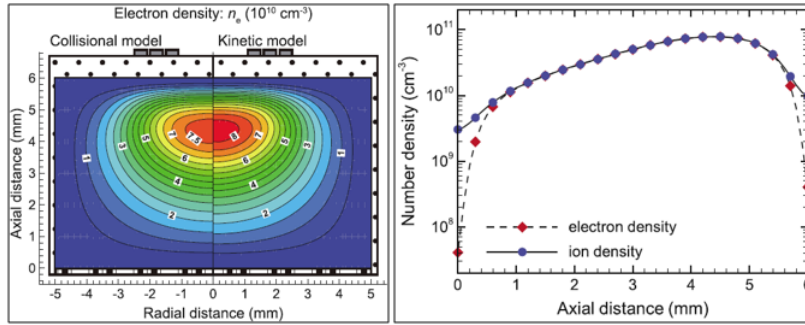 Electron density: nₑ (10¹⁰ cm⁻³)
Collisional model
Kinetic model
Axial distance (mm)
6
5
4
3
2
1
0
1
3
5
7
7.5
8
7
5
3
1
6
6
4
4
2
2
-5 -4 -3 -2 -1 0 1 2 3 4 5
Radial distance (mm)
Number density (cm⁻³)
10¹¹
10¹⁰
10⁹
10⁸
electron density
ion density
0 1 2 3 4 5 6
Axial distance (mm)